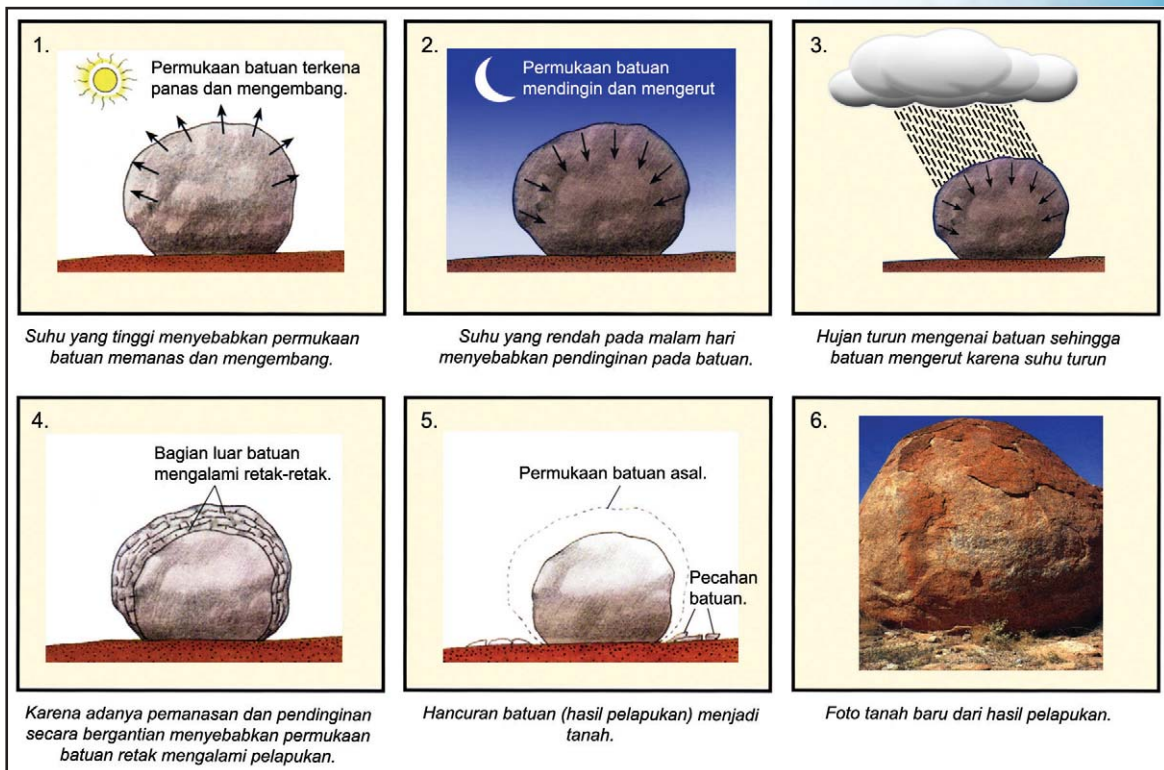 1.
Permukaan batuan terkena
panas dan mengembang.
Suhu yang tinggi menyebabkan permukaan
batuan memanas dan mengembang.
2.
Permukaan batuan
mendingin dan mengerut
Suhu yang rendah pada malam hari
menyebabkan pendinginan pada batuan.
3.
Hujan turun mengenai batuan sehingga
batuan mengerut karena suhu turun
4.
Bagian luar batuan
mengalami retak-retak.
Karena adanya pemanasan dan pendinginan
secara bergantian menyebabkan permukaan
batuan retak mengalami pelapukan.
5.
Permukaan batuan asal.
Pecahan
batuan.
Hancuran batuan (hasil pelapukan) menjadi
tanah.
6.
Foto tanah baru dari hasil pelapukan.